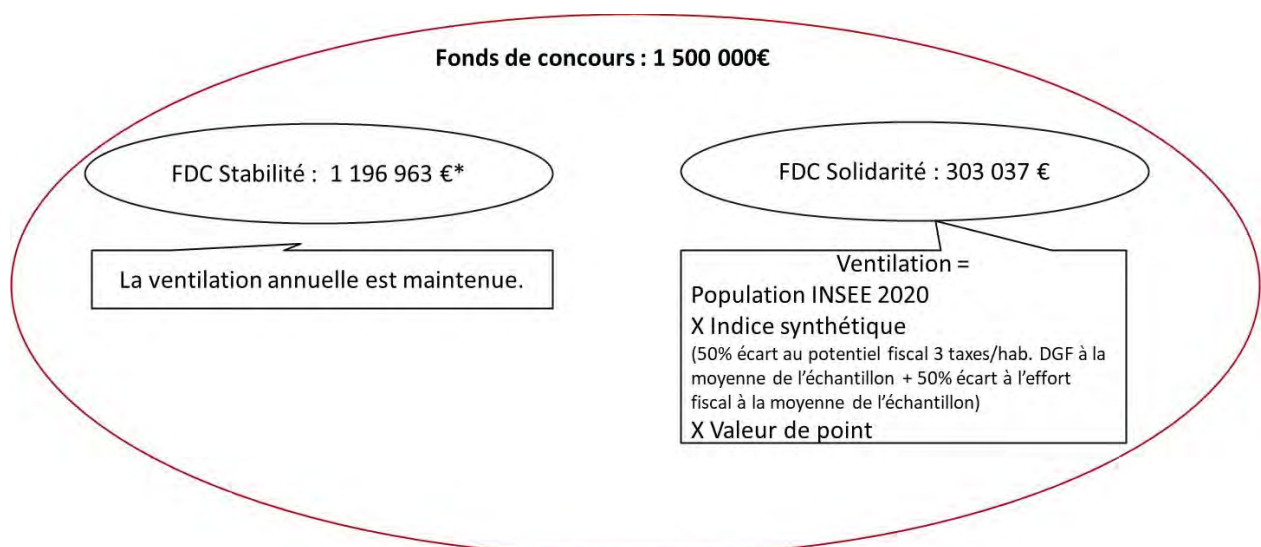 Fonds de concours : 1 500 000€
FDC Stabilité : 1 196 963 €*
La ventilation annuelle est maintenue.
FDC Solidarité : 303 037 €
Ventilation =
Population INSEE 2020
X Indice synthétique
(50% écart au potentiel fiscal 3 taxes/hab. DGF à la
moyenne de l'échantillon + 50% écart à l'effort
fiscal à la moyenne de l'échantillon)
X Valeur de point